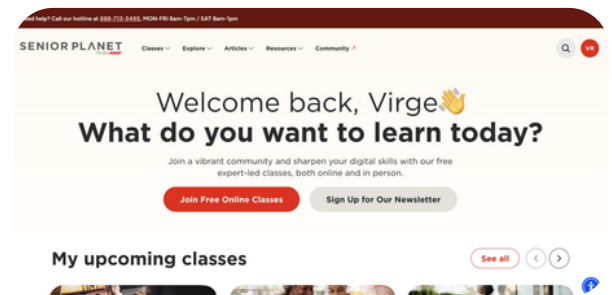 Need help? Call our hotline at 888-713-3495, MON-FRI 8am-7pm / SAT 8am-1pm
SENIOR PLANET
Classes Explore Articles Resources Community
VR
Welcome back, Virge👋
What do you want to learn today?
Join a vibrant community and sharpen your digital skills with our free
expert-led classes, both online and in person.
Join Free Online Classes Sign Up for Our Newsletter
My upcoming classes See all